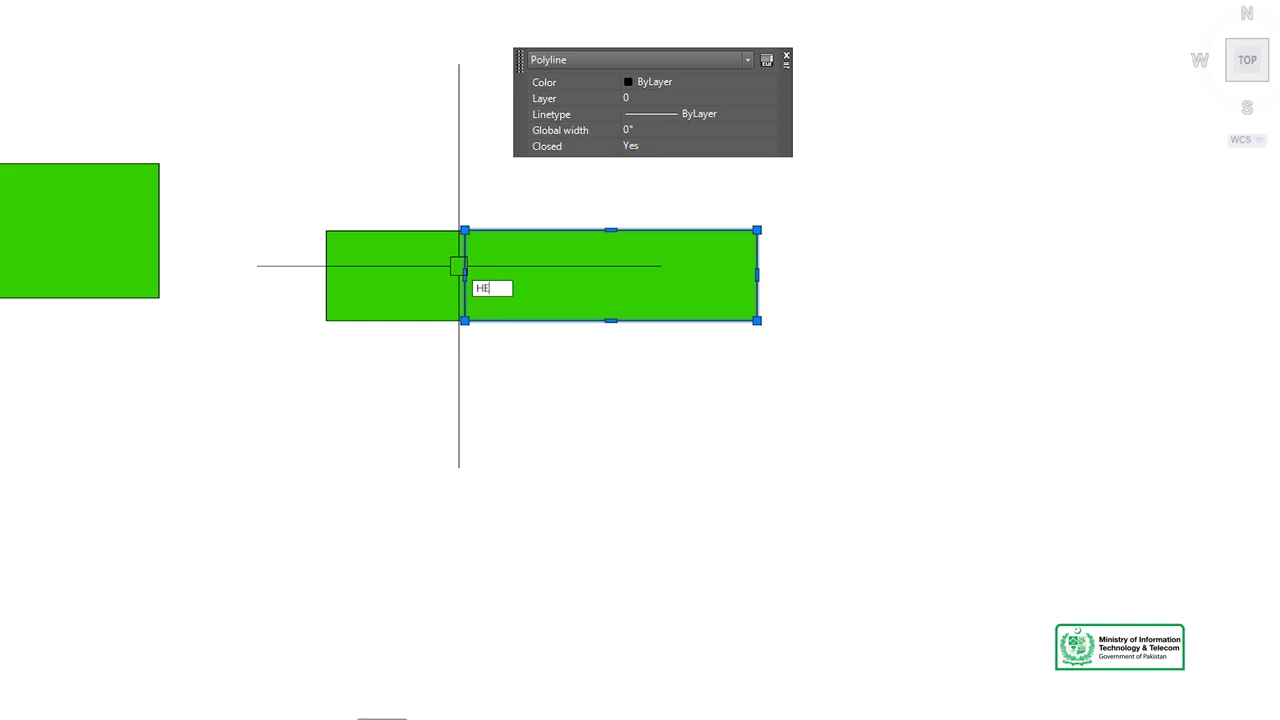 N
W
TOP
S
WCS
Polyline
Color ByLayer
Layer 0
Linetype ByLayer
Global width 0"
Closed Yes
HE
Ministry of Information
Technology & Telecom
Government of Pakistan